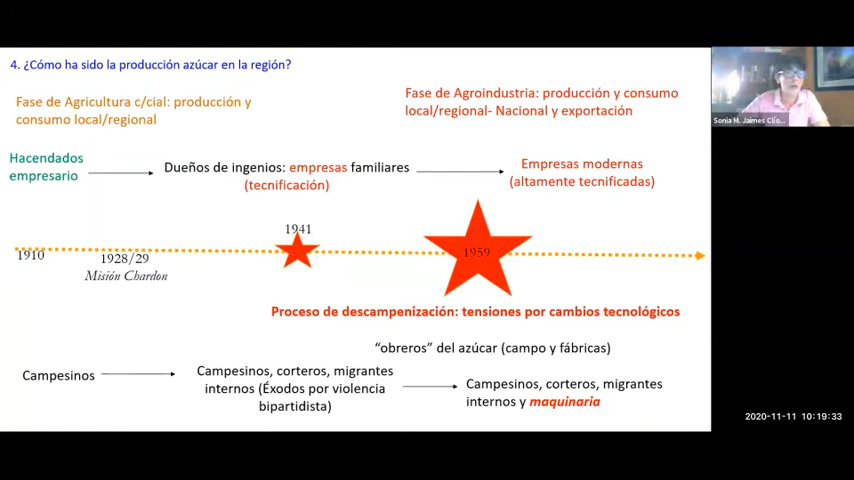 4. ¿Cómo ha sido la producción azúcar en la región?
Fase de Agricultura c/cial: producción y
consumo local/regional
Fase de Agroindustria: producción y consumo
local/regional- Nacional y exportación
Sonia M. Jaimes Clio...
Hacendados
empresario
Dueños de ingenios: empresas familiares
(tecnificación)
Empresas modernas
(altamente tecnificadas)
1910
1928/29
Misión Chardon
1941
1959
Proceso de descampenización: tensiones por cambios tecnológicos
“obreros” del azúcar (campo y fábricas)
Campesinos
Campesinos, corteros, migrantes
internos (Éxodos por violencia
bipartidista)
Campesinos, corteros, migrantes
internos y maquinaria
2020-11-11 10:19:33